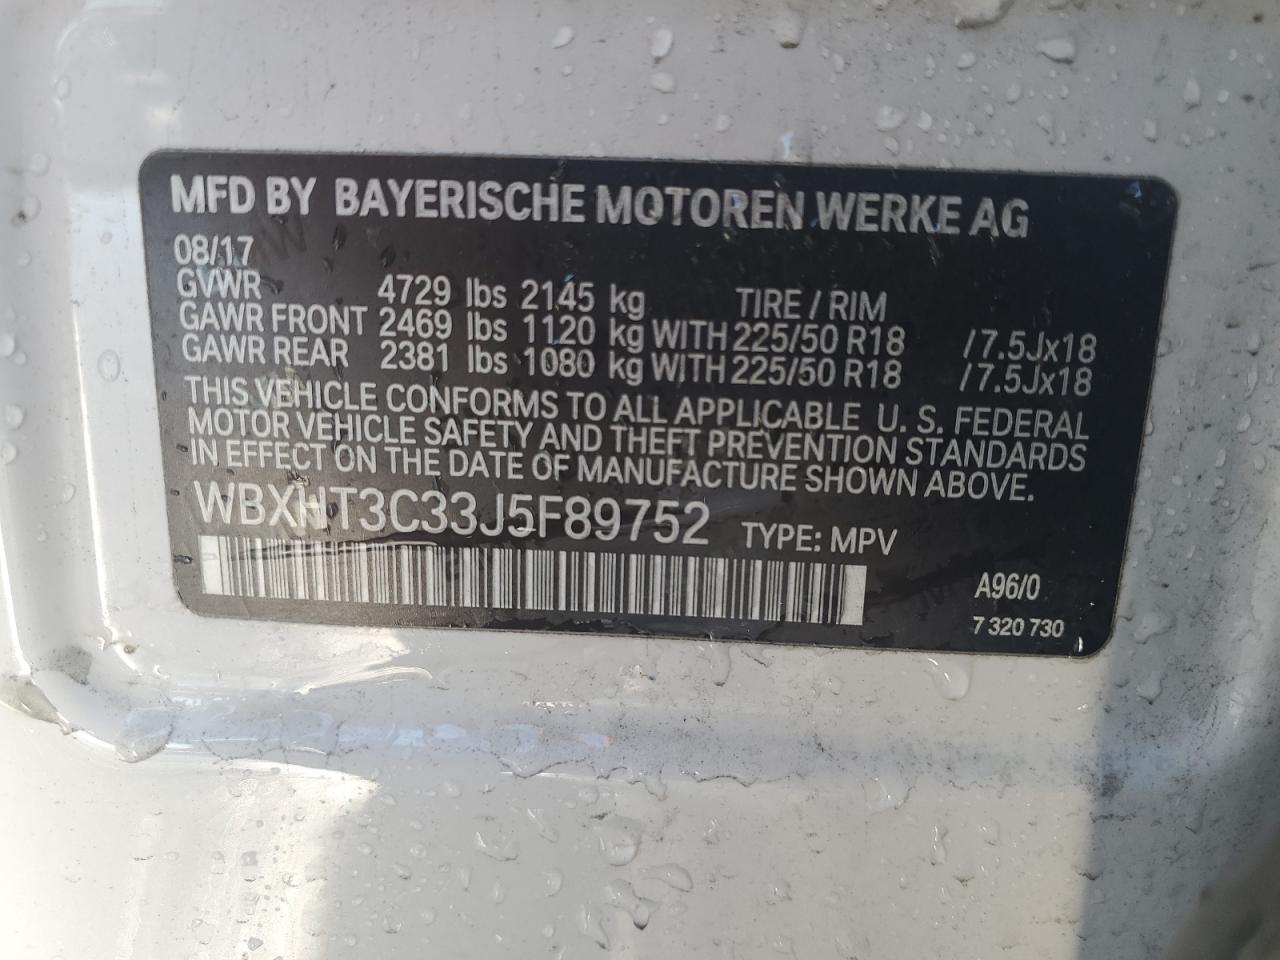 MFD BY BAYERISCHE MOTOREN WERKE AG
08/17
GVWR 4729 lbs 2145 kg TIRE / RIM
GAWR FRONT 2469 lbs 1120 kg WITH 225/50 R18 /7.5Jx18
GAWR REAR 2381 lbs 1080 kg WITH 225/50 R18 /7.5Jx18
THIS VEHICLE CONFORMS TO ALL APPLICABLE U. S. FEDERAL
MOTOR VEHICLE SAFETY AND THEFT PREVENTION STANDARDS
IN EFFECT ON THE DATE OF MANUFACTURE SHOWN ABOVE.
WBXHT3C33J5F89752 TYPE: MPV
A96/0
7 320 730